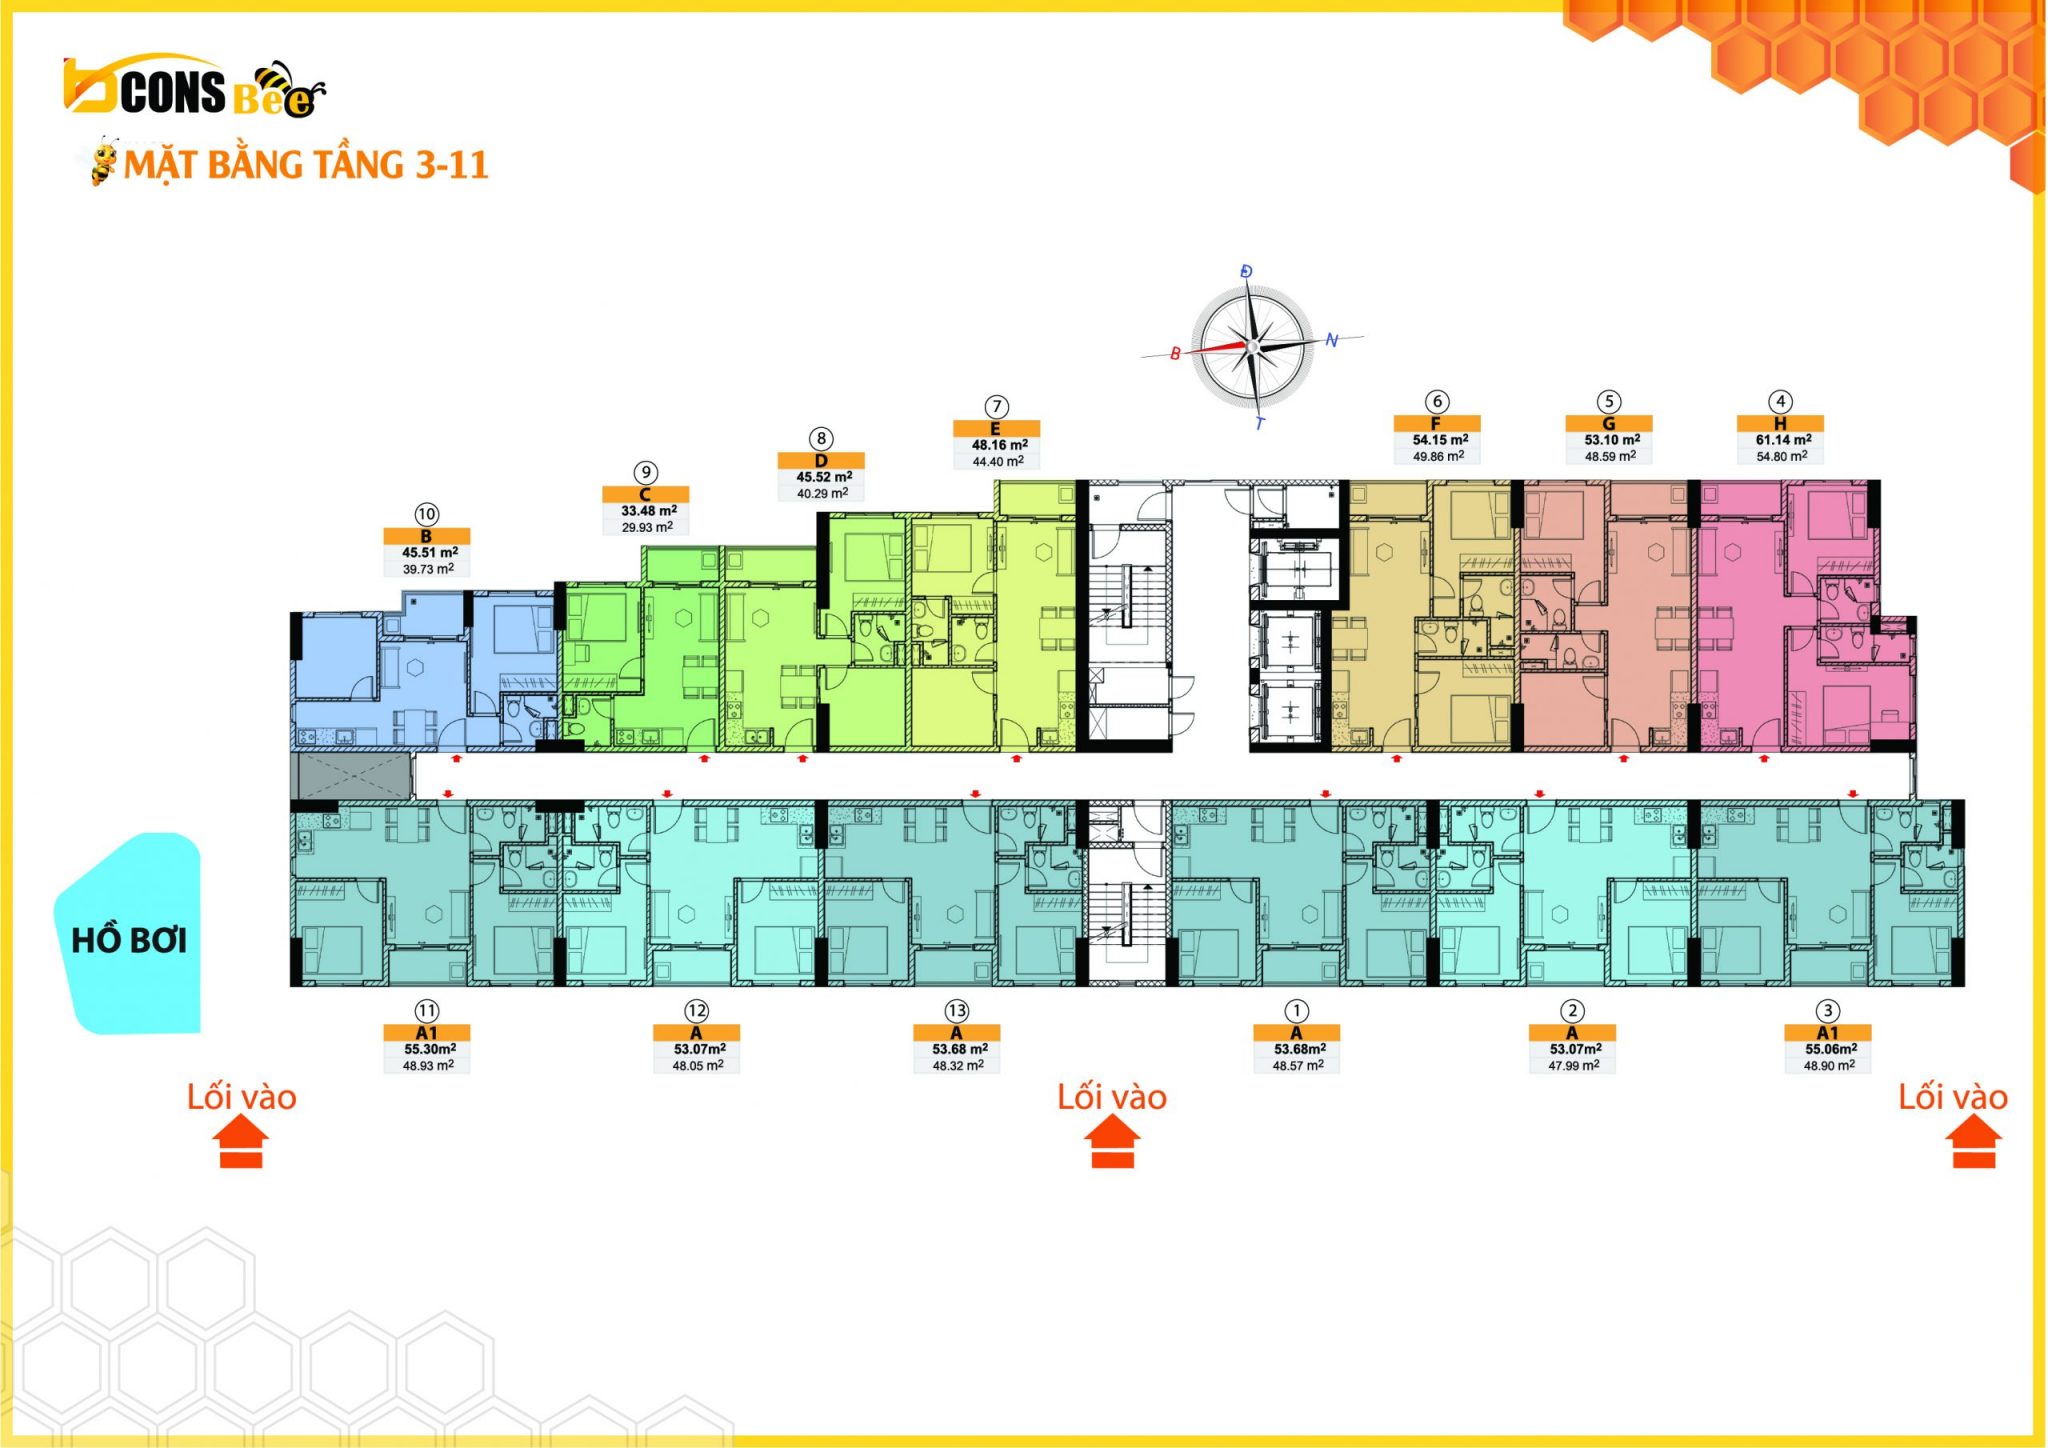 bCONS Bee
MẶT BẰNG TẦNG 3-11
Đ
B
N
T
7
E
48.16 m²
44.40 m²
6
F
54.15 m²
49.86 m²
5
G
53.10 m²
48.59 m²
4
H
61.14 m²
54.80 m²
8
D
45.52 m²
40.29 m²
9
C
33.48 m²
29.93 m²
10
B
45.51 m²
39.73 m²
HỒ BƠI
11
A1
55.30m²
48.93 m²
12
A
53.07m²
48.05 m²
13
A
53.68 m²
48.32 m²
1
A
53.68m²
48.57 m²
2
A
53.07m²
47.99 m²
3
A1
55.06m²
48.90 m²
Lối vào
Lối vào
Lối vào